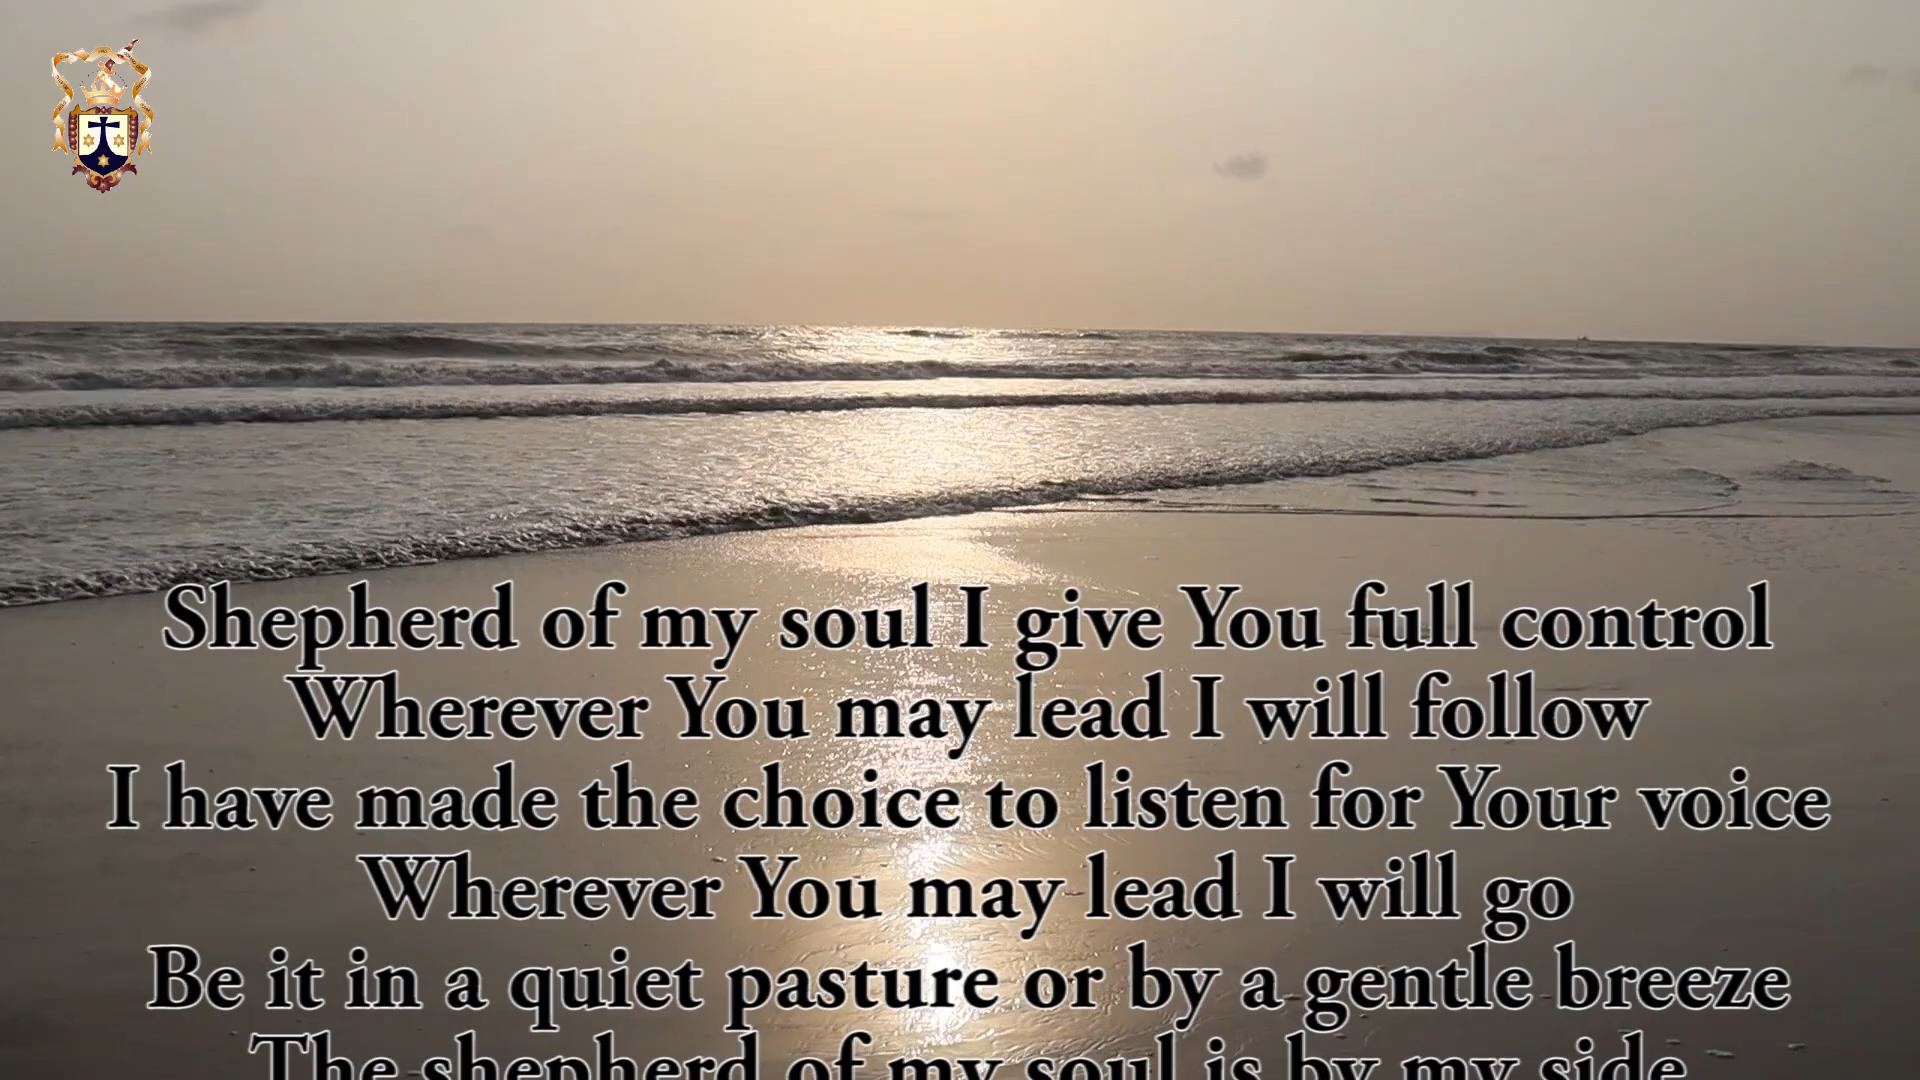 Shepherd of my soul I give You full control
Wherever You may lead I will follow
I have made the choice to listen for Your voice
Wherever You may lead I will go
Be it in a quiet pasture or by a gentle breeze
The shepherd of my soul is by my side